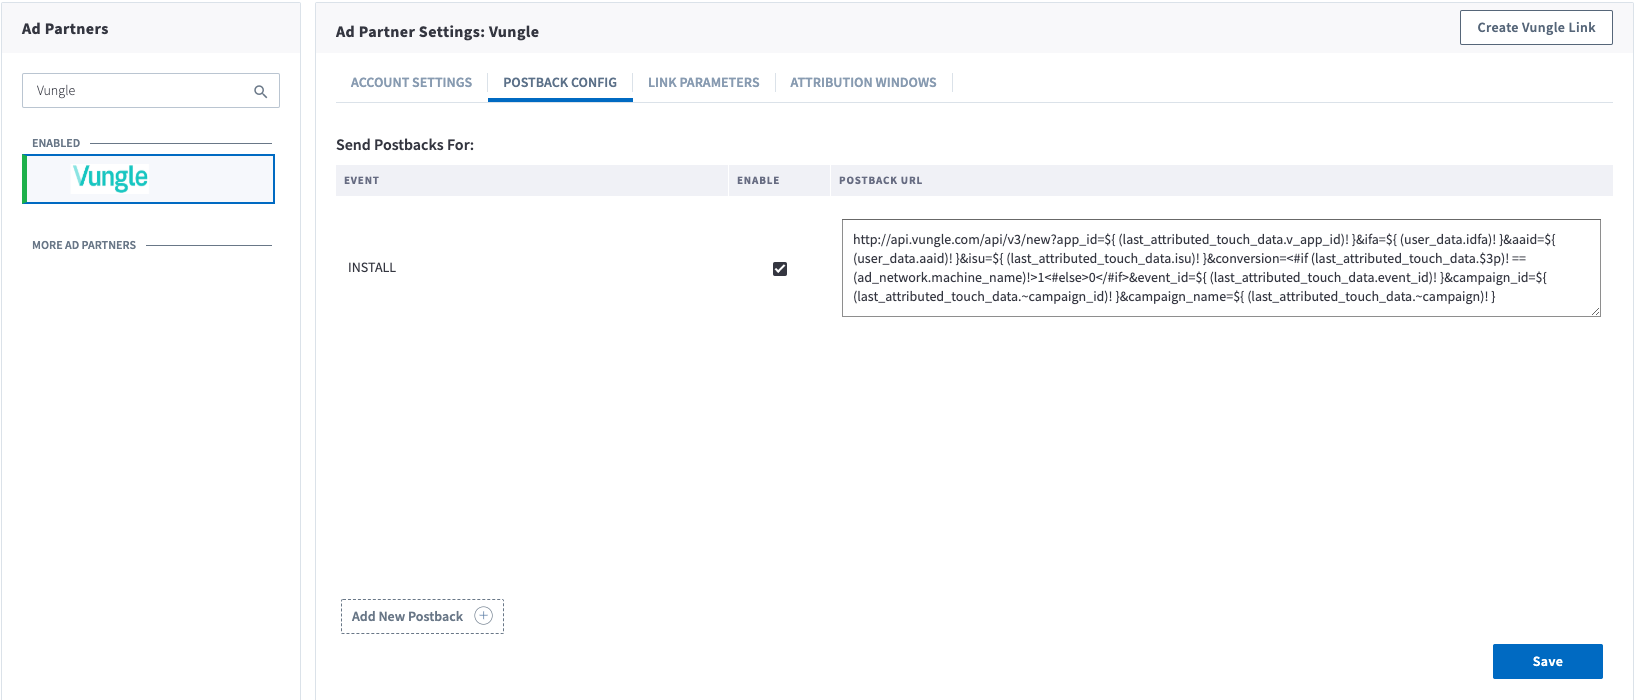 Ad Partners
Vungle
ENABLED
Vungle
MORE AD PARTNERS
Ad Partner Settings: Vungle
Create Vungle Link
ACCOUNT SETTINGS
POSTBACK CONFIG
LINK PARAMETERS
ATTRIBUTION WINDOWS
Send Postbacks For:
EVENT
ENABLE
POSTBACK URL
INSTALL
http://api.vungle.com/api/v3/new?app_id=${ (last_attributed_touch_data.v_app_id)! }&ifa=${ (user_data.idfa)! }&aaid=${
(user_data.aaid)! }&isu=${ (last_attributed_touch_data.isu)! }&conversion=<#if (last_attributed_touch_data.$3p)! ==
(ad_network.machine_name)!>1<#else>0</#if>&event_id=${ (last_attributed_touch_data.event_id)! }&campaign_id=${
(last_attributed_touch_data.~campaign_id)! }&campaign_name=${ (last_attributed_touch_data.~campaign)! }
Add New Postback
Save